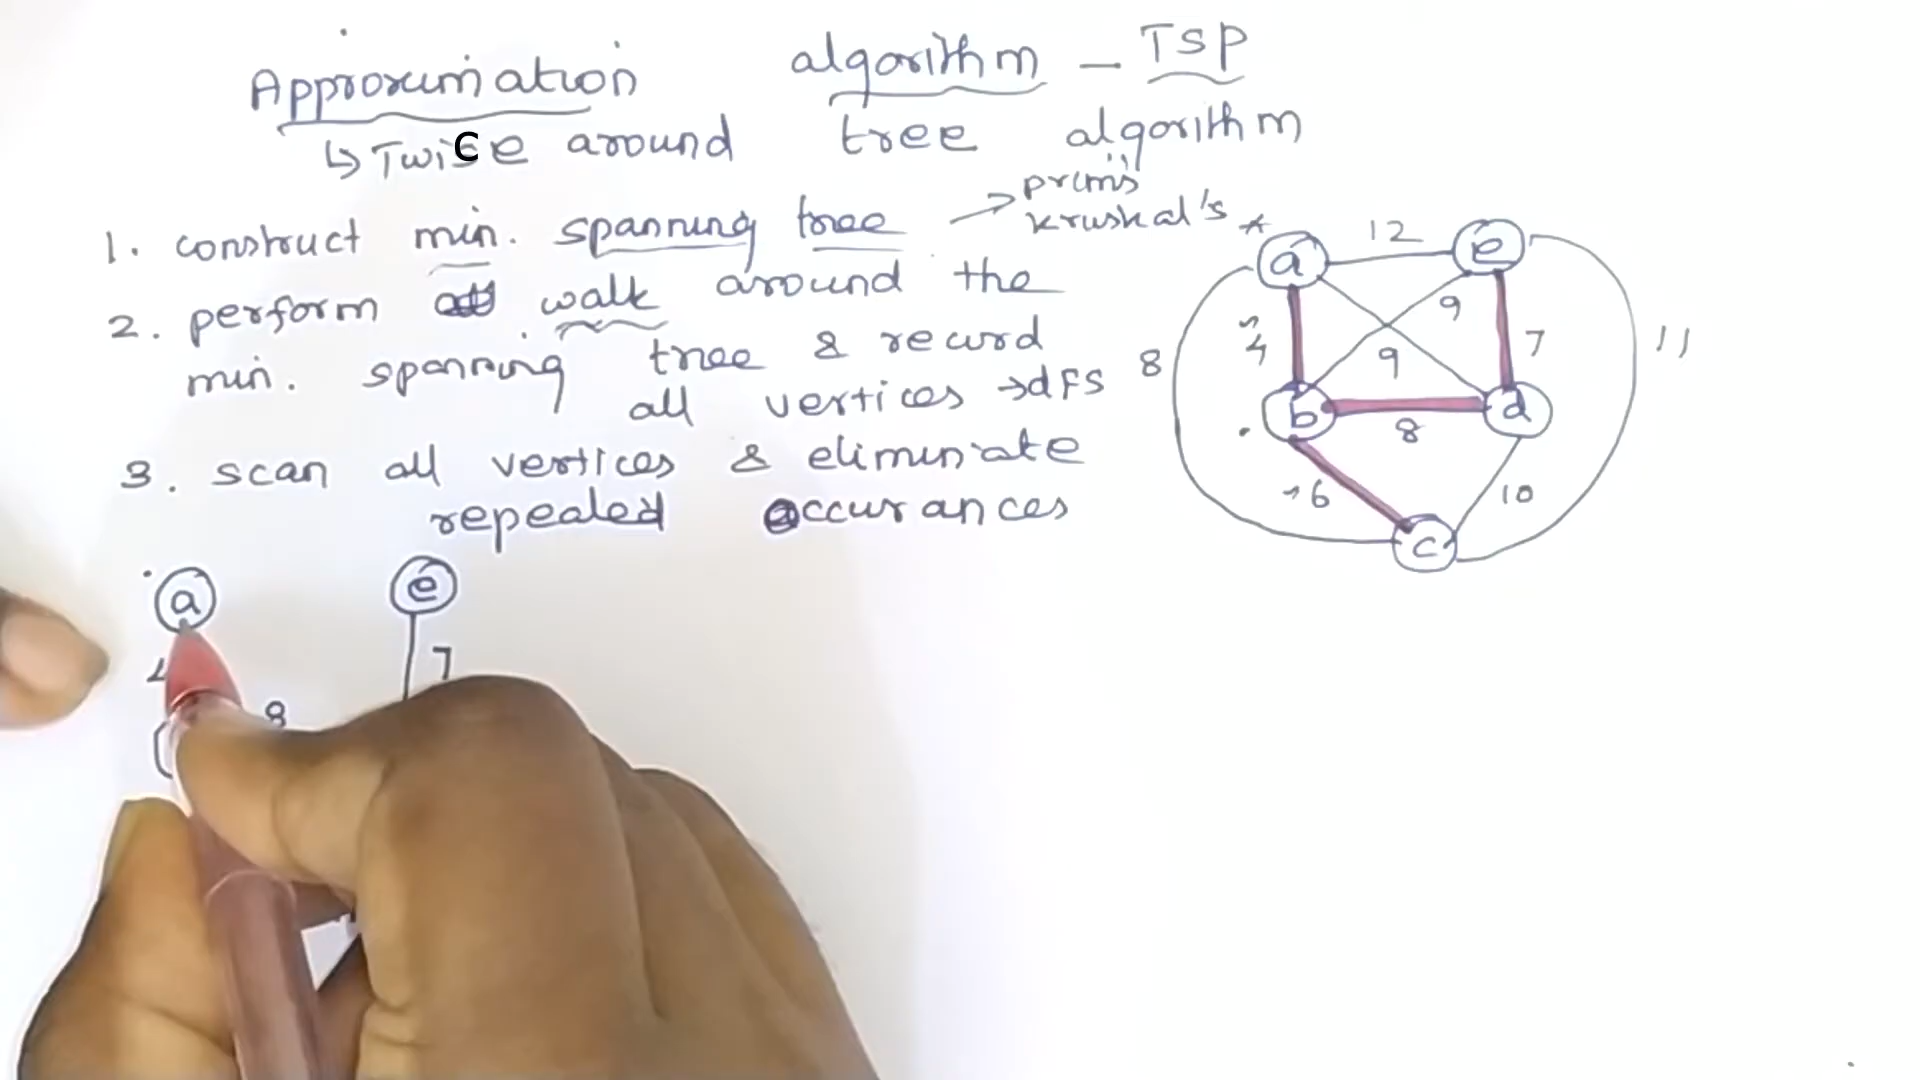 Approximation algorithm - TSP
↳ Twice around tree algorithm
1. construct min. spanning tree → prim's
kruskal's
2. perform a walk around the
min. spanning tree & record
all vertices → dFS
3. scan all vertices & eliminate
repeated occurances
a 12 e
4 9 9 7 8 11
b 8 d
6 10
c
a e
4 7
8